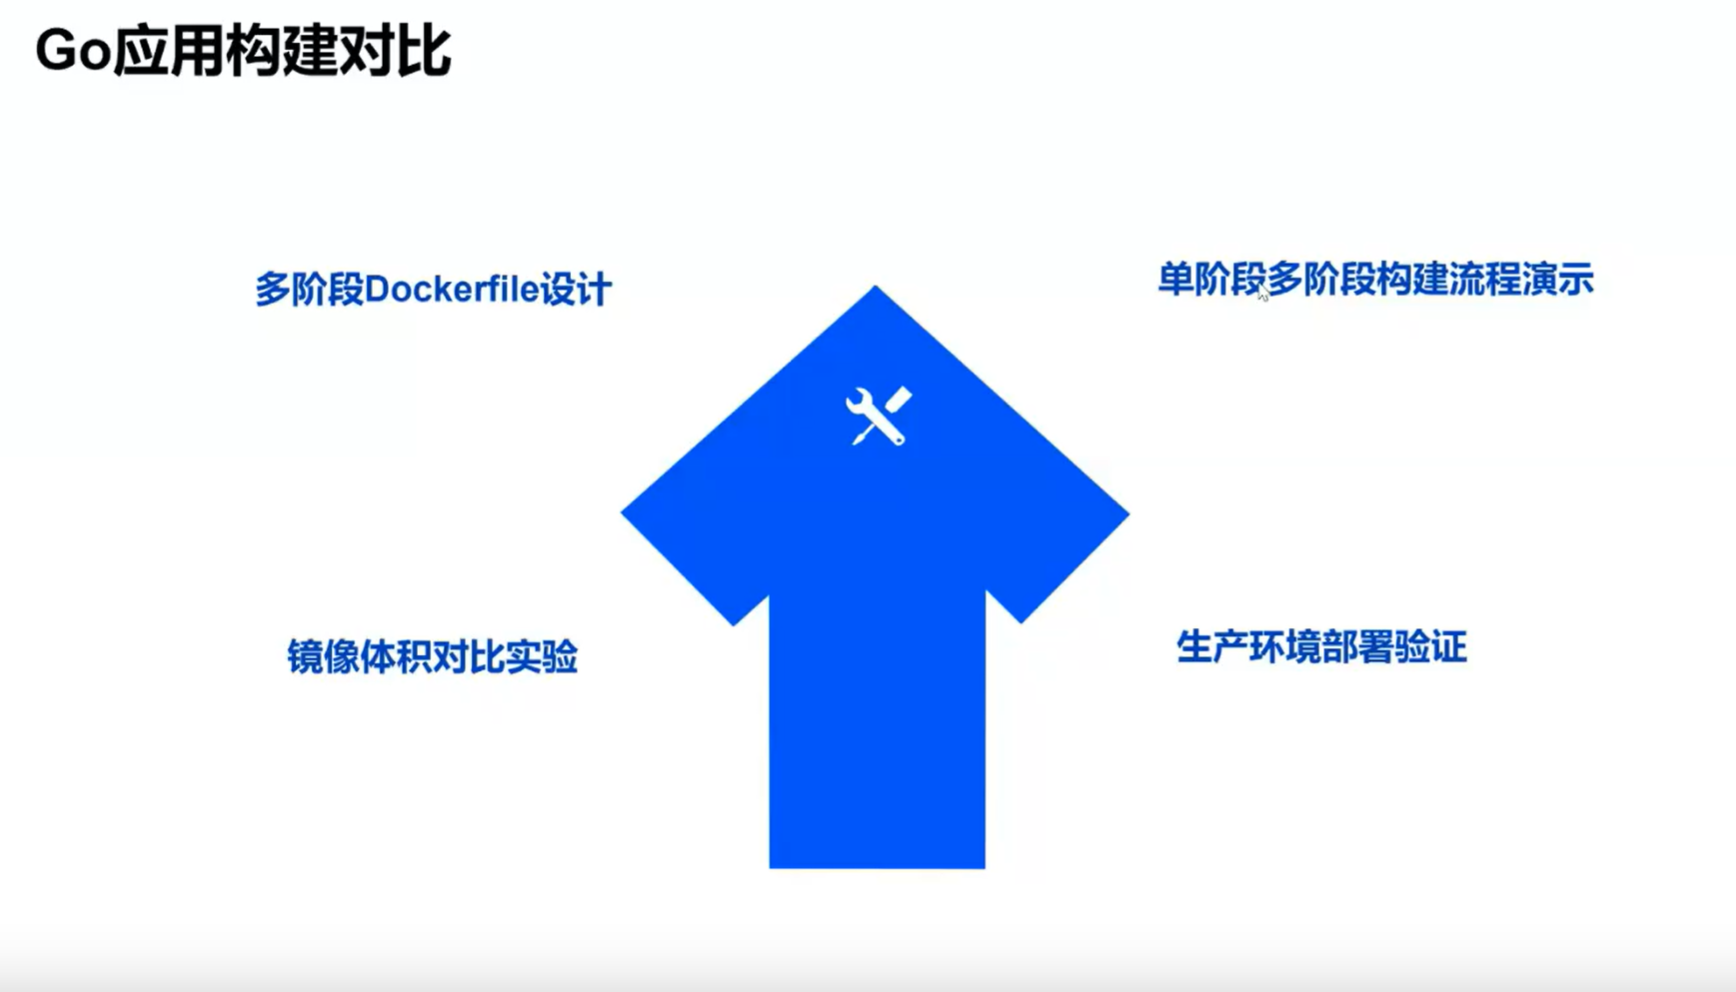 Go应用构建对比
多阶段Dockerfile设计
单阶段多阶段构建流程演示
镜像体积对比实验
生产环境部署验证